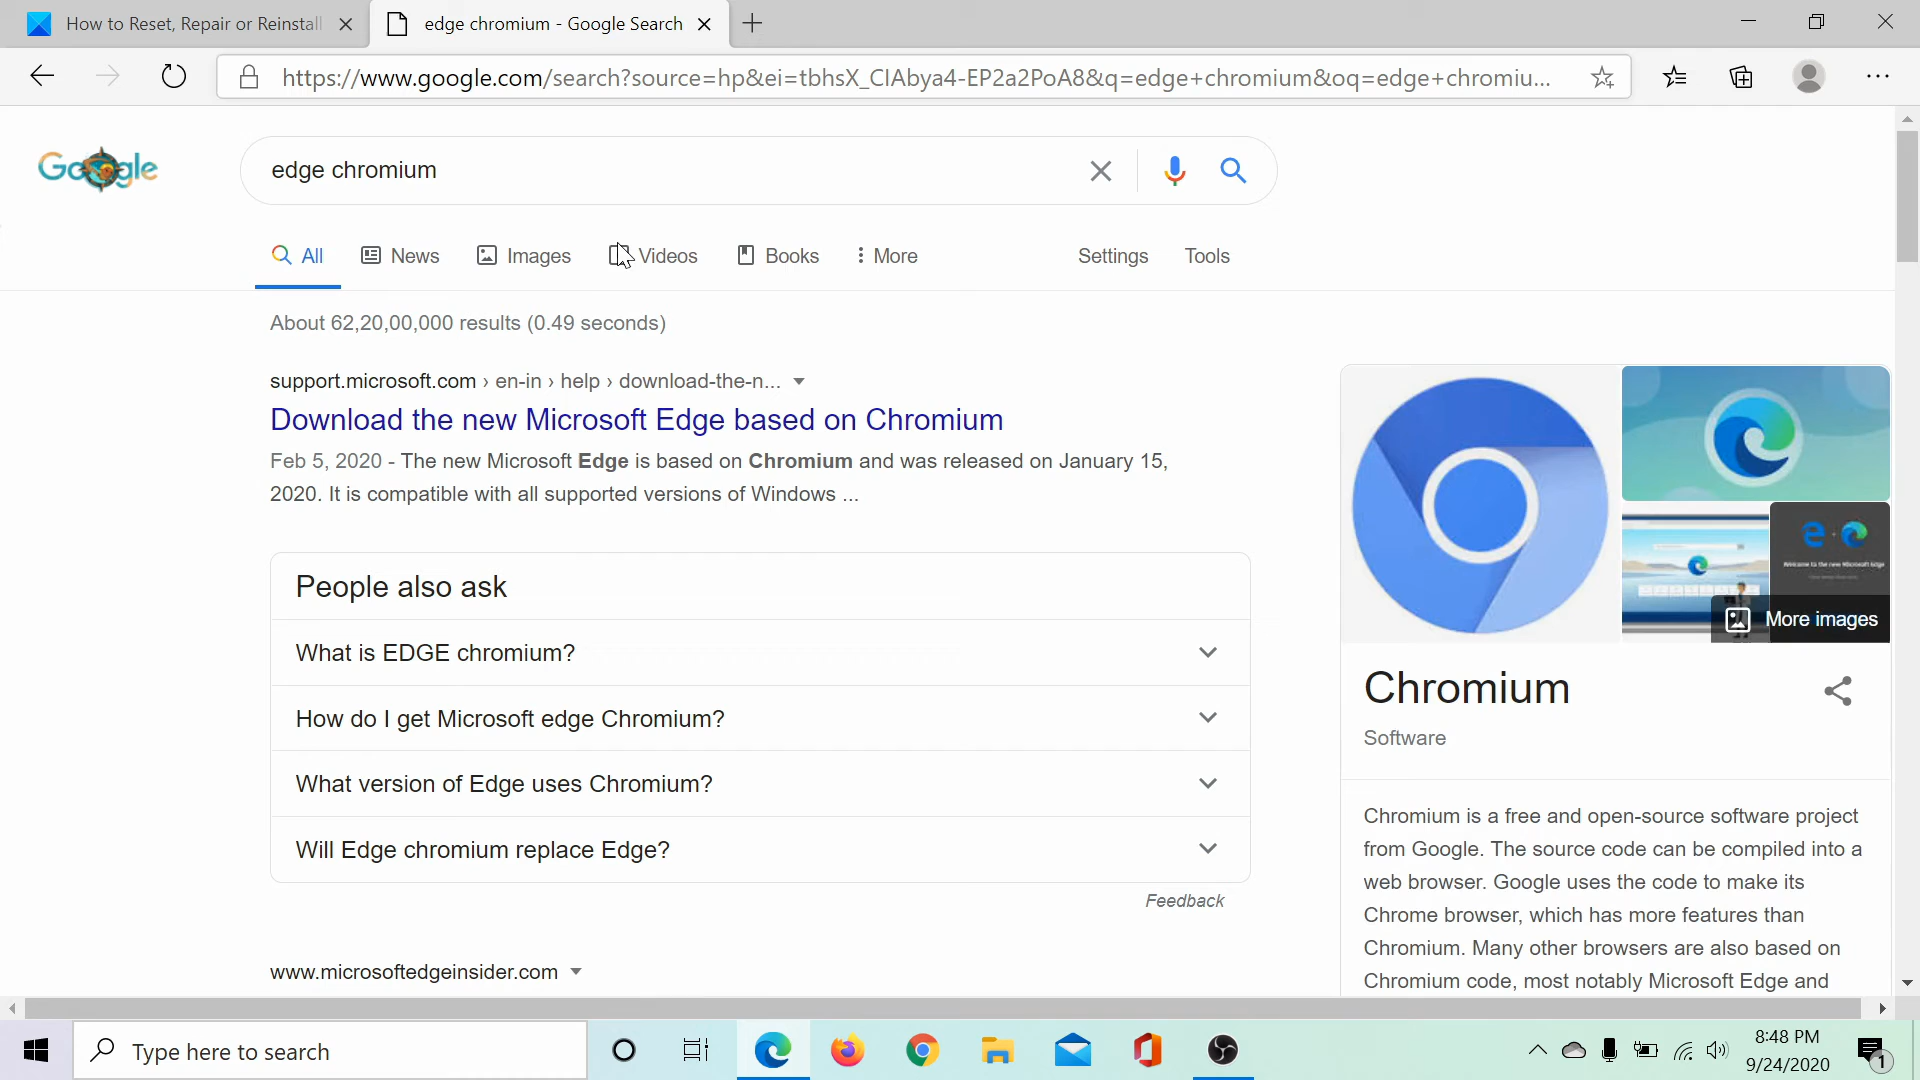 How to Reset, Repair or Reinstall
edge chromium - Google Search
https://www.google.com/search?source=hp&ei=tbhsX_CIAbya4-EP2a2PoA8&q=edge+chromium&oq=edge+chromiu...
Google
edge chromium
All
News
Images
Videos
Books
More
Settings
Tools
About 62,20,00,000 results (0.49 seconds)
support.microsoft.com › en-in › help › download-the-n...
Download the new Microsoft Edge based on Chromium
Feb 5, 2020 - The new Microsoft Edge is based on Chromium and was released on January 15,
2020. It is compatible with all supported versions of Windows ...
People also ask
What is EDGE chromium?
How do I get Microsoft edge Chromium?
What version of Edge uses Chromium?
Will Edge chromium replace Edge?
Feedback
www.microsoftedgeinsider.com
Welcome to the new Microsoft Edge
More images
Chromium
Software
Chromium is a free and open-source software project
from Google. The source code can be compiled into a
web browser. Google uses the code to make its
Chrome browser, which has more features than
Chromium. Many other browsers are also based on
Chromium code, most notably Microsoft Edge and
Type here to search
8:48 PM
9/24/2020
1